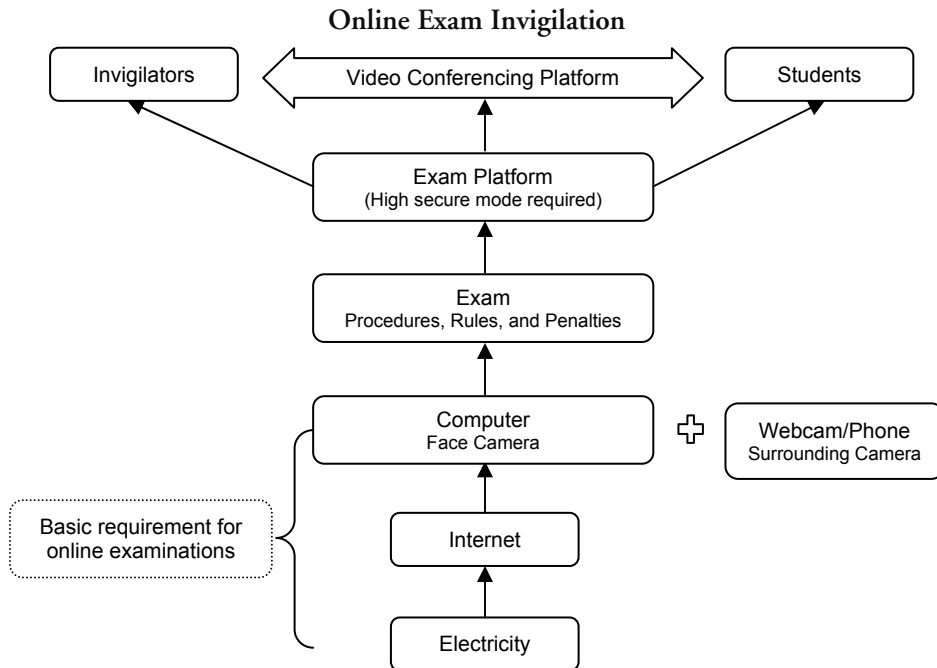 Online Exam Invigilation
Invigilators
Video Conferencing Platform
Students
Exam Platform
(High secure mode required)
Exam
Procedures, Rules, and Penalties
Computer
Face Camera
Webcam/Phone
Surrounding Camera
Basic requirement for
online examinations
Internet
Electricity